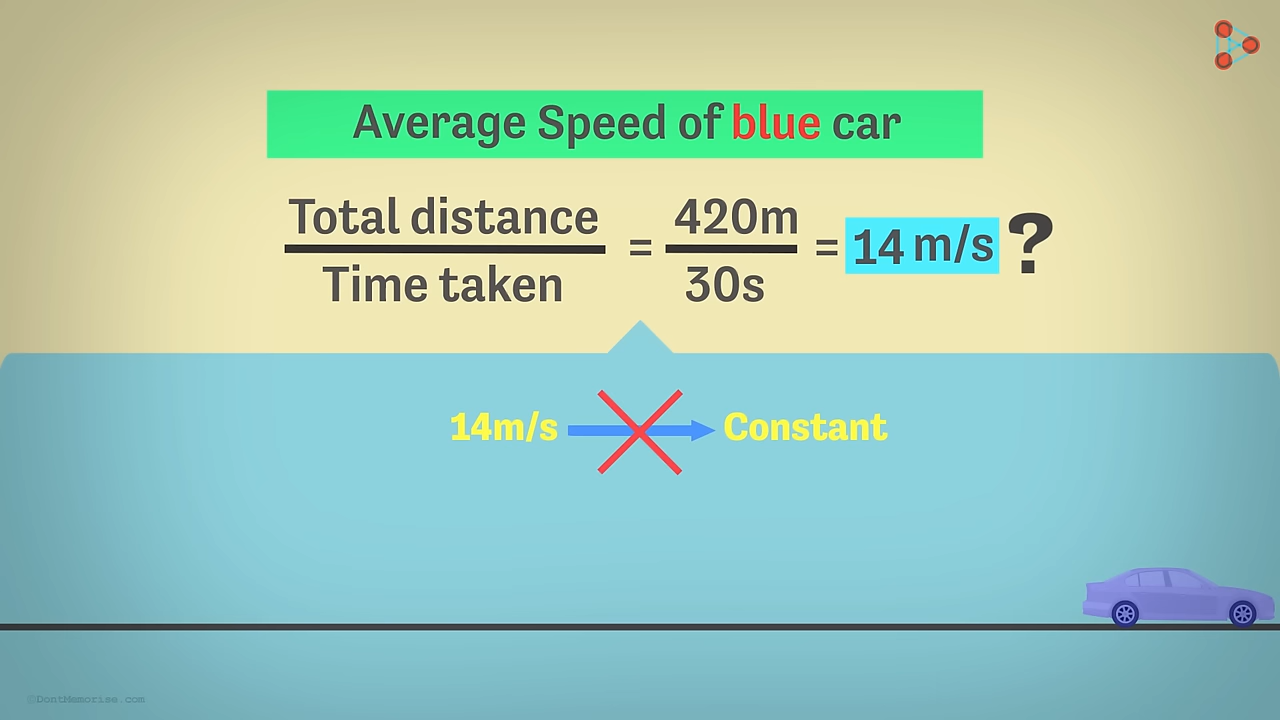 Average Speed of blue car
Total distance
Time taken
=
420m
30s
= 14 m/s ?
14m/s Constant
©DontMemorise.com